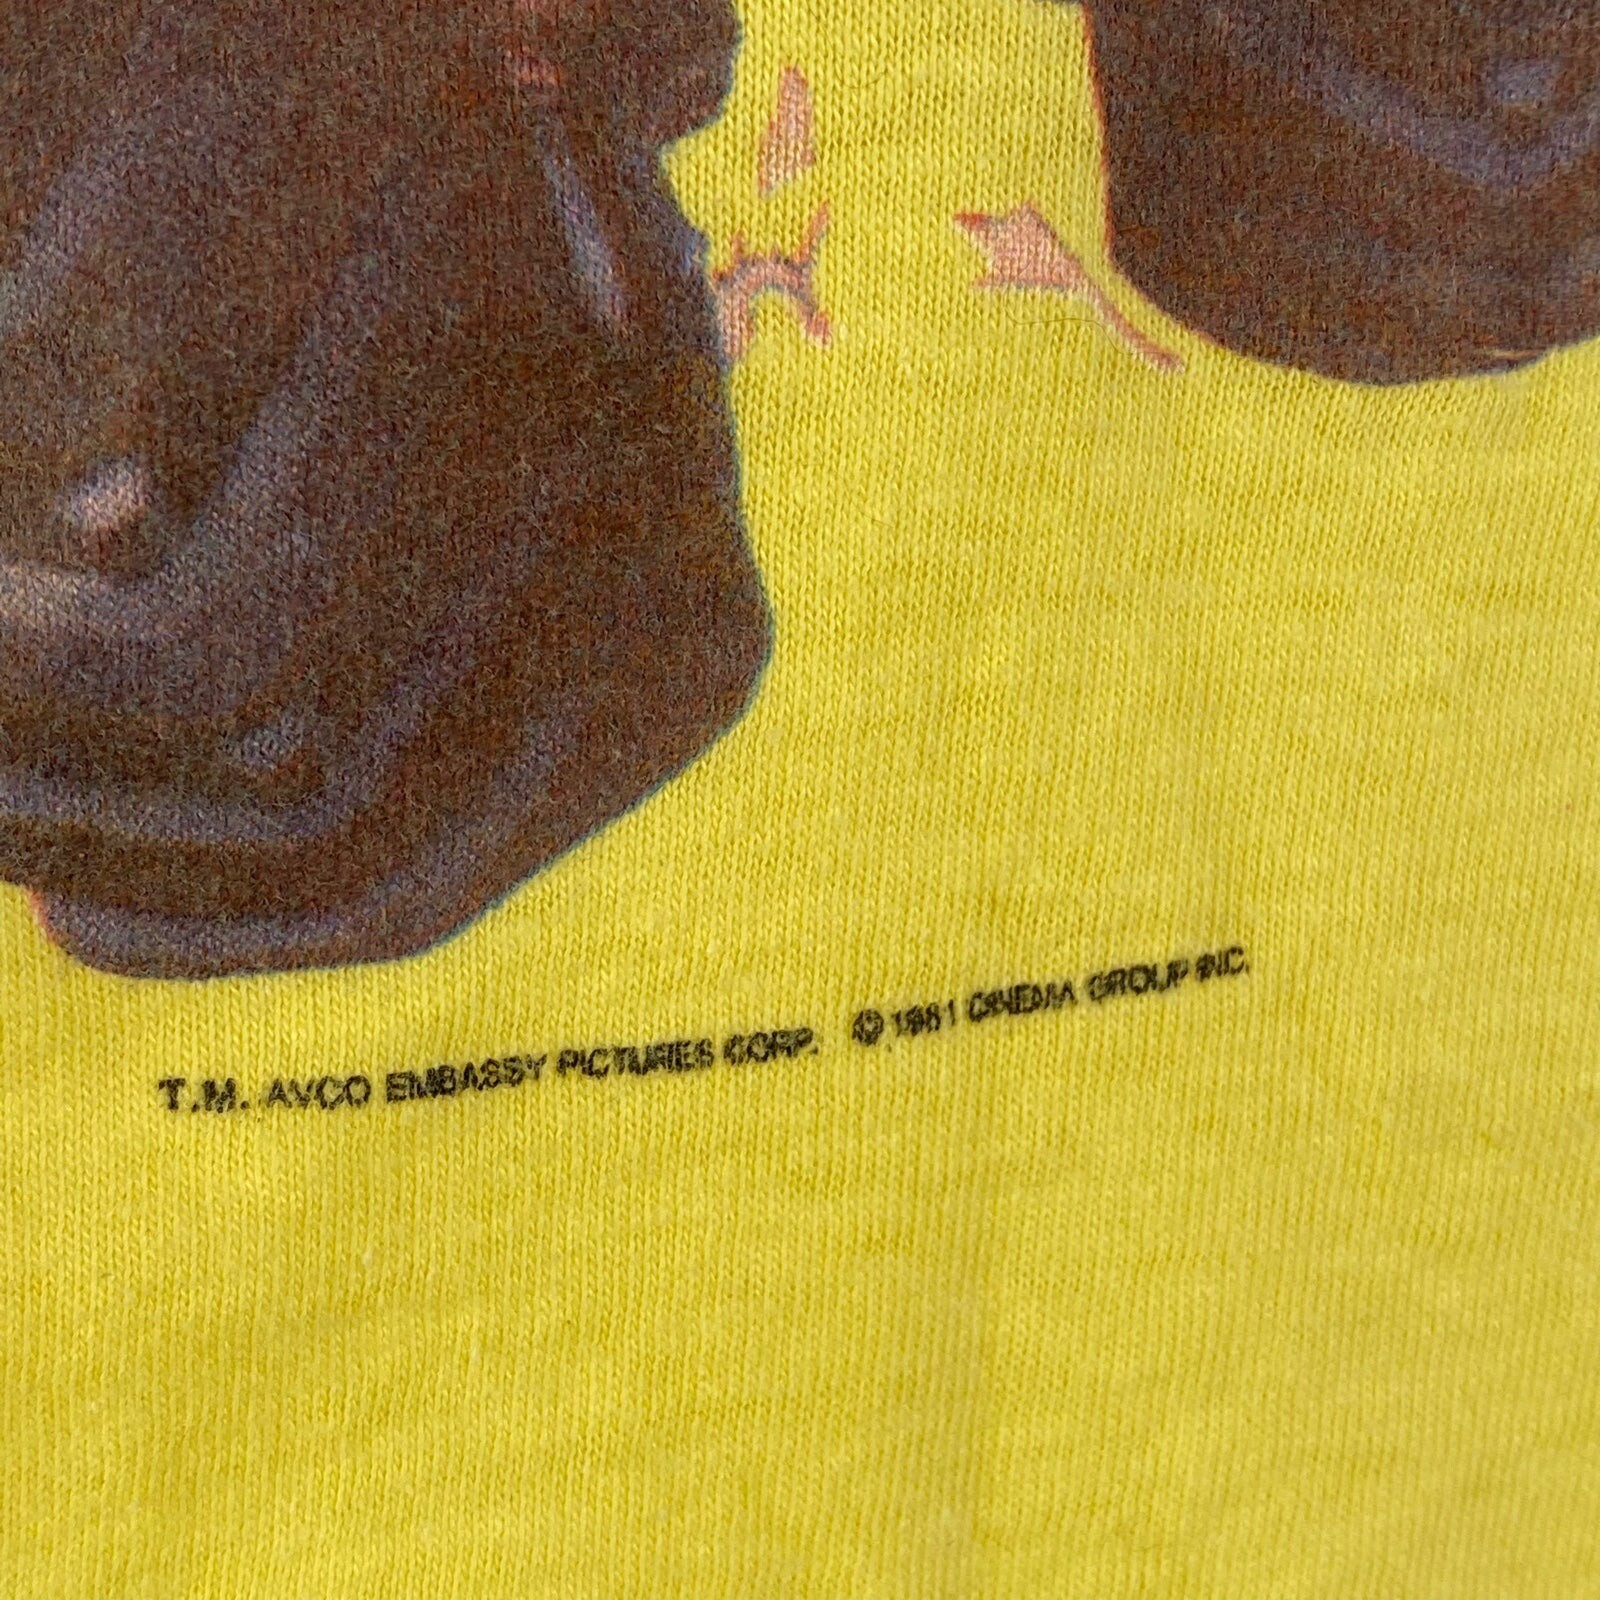 T.M. AVCO EMBASSY PICTURES CORP. © 1981 CINEMA GROUP INC.